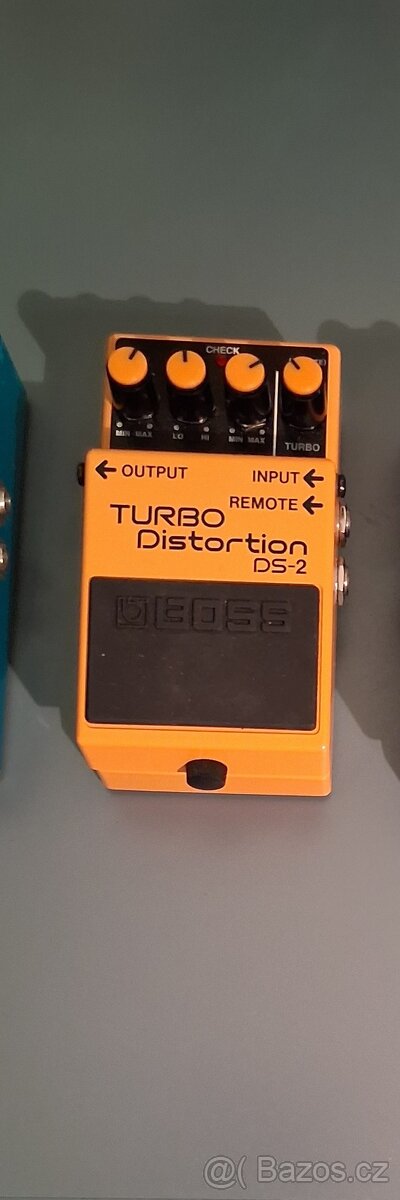 CHECK
MIN MAX LO HI MIN MAX TURBO
OUTPUT INPUT
REMOTE
TURBO
Distortion
DS-2
BOSS
@( Bazos.cz